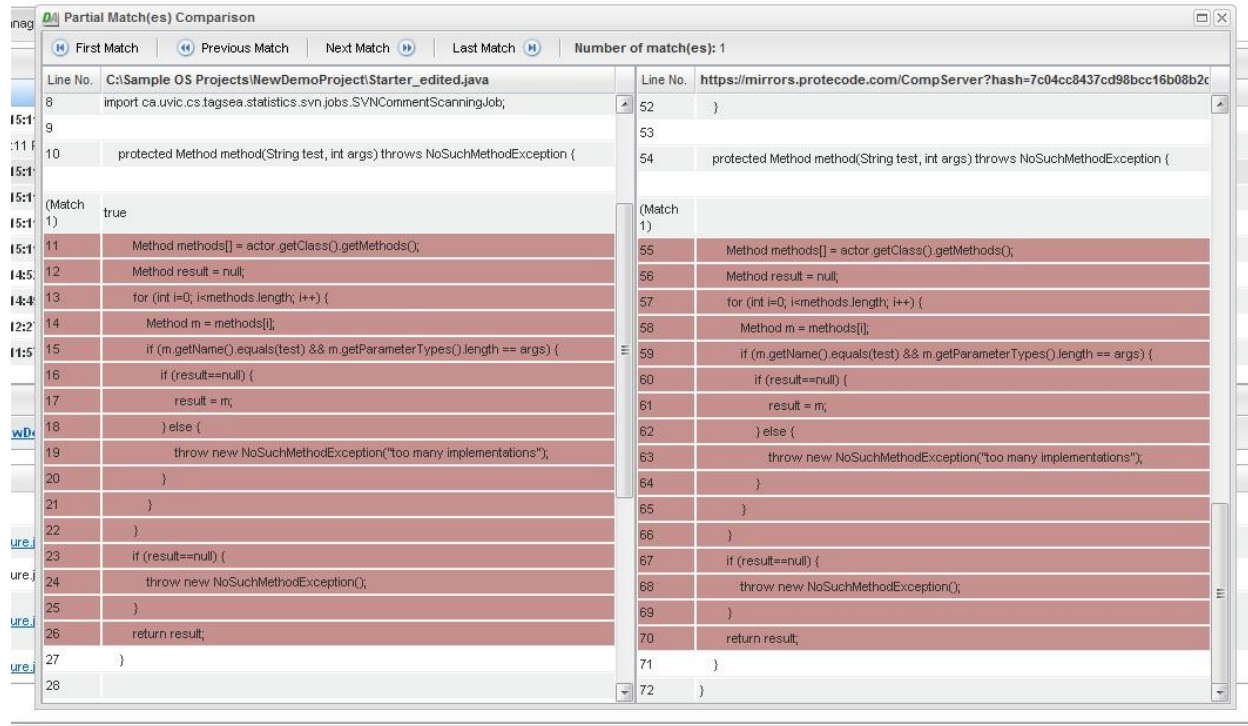 Partial Match(es) Comparison
First Match Previous Match Next Match Last Match Number of match(es): 1
Line No. C:\Sample OS Projects\NewDemoProject\Starter_edited.java
8 import ca.uvic.cs.tagsea.statistics.svn.jobs.SVNCommentScanningJob;
9
10 protected Method method(String test, int args) throws NoSuchMethodException {
(Match 1) true
11 Method methods[] = actor.getClass().getMethods();
12 Method result = null;
13 for (int i=0; i<methods.length; i++) {
14 Method m = methods[i];
15 if (m.getName().equals(test) && m.getParameterTypes().length == args) {
16 if (result==null) {
17 result = m;
18 } else {
19 throw new NoSuchMethodException("too many implementations");
20 }
21 }
22 }
23 if (result==null) {
24 throw new NoSuchMethodException();
25 }
26 return result;
27 }
28
Line No. https://mirrors.protecode.com/CompServer?hash=7c04cc8437cd98bcc16b08b2c
52 }
53
54 protected Method method(String test, int args) throws NoSuchMethodException {
(Match 1)
55 Method methods[] = actor.getClass().getMethods();
56 Method result = null;
57 for (int i=0; i<methods.length; i++) {
58 Method m = methods[i];
59 if (m.getName().equals(test) && m.getParameterTypes().length == args) {
60 if (result==null) {
61 result = m;
62 } else {
63 throw new NoSuchMethodException("too many implementations");
64 }
65 }
66 }
67 if (result==null) {
68 throw new NoSuchMethodException();
69 }
70 return result;
71 }
72 }